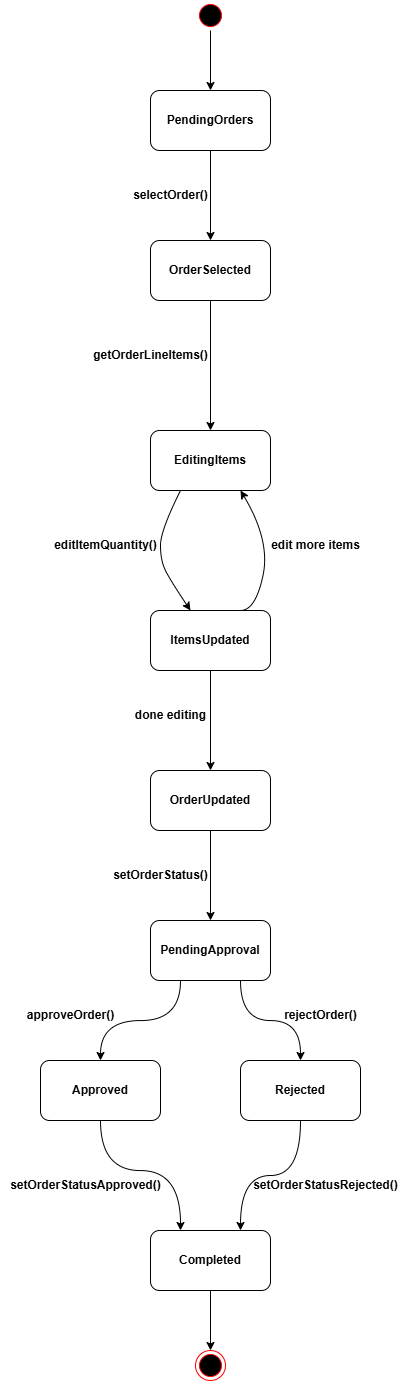 PendingOrders
selectOrder()
OrderSelected
getOrderLineItems()
EditingItems
editItemQuantity()
edit more items
ItemsUpdated
done editing
OrderUpdated
setOrderStatus()
PendingApproval
approveOrder()
rejectOrder()
Approved
Rejected
setOrderStatusApproved()
setOrderStatusRejected()
Completed